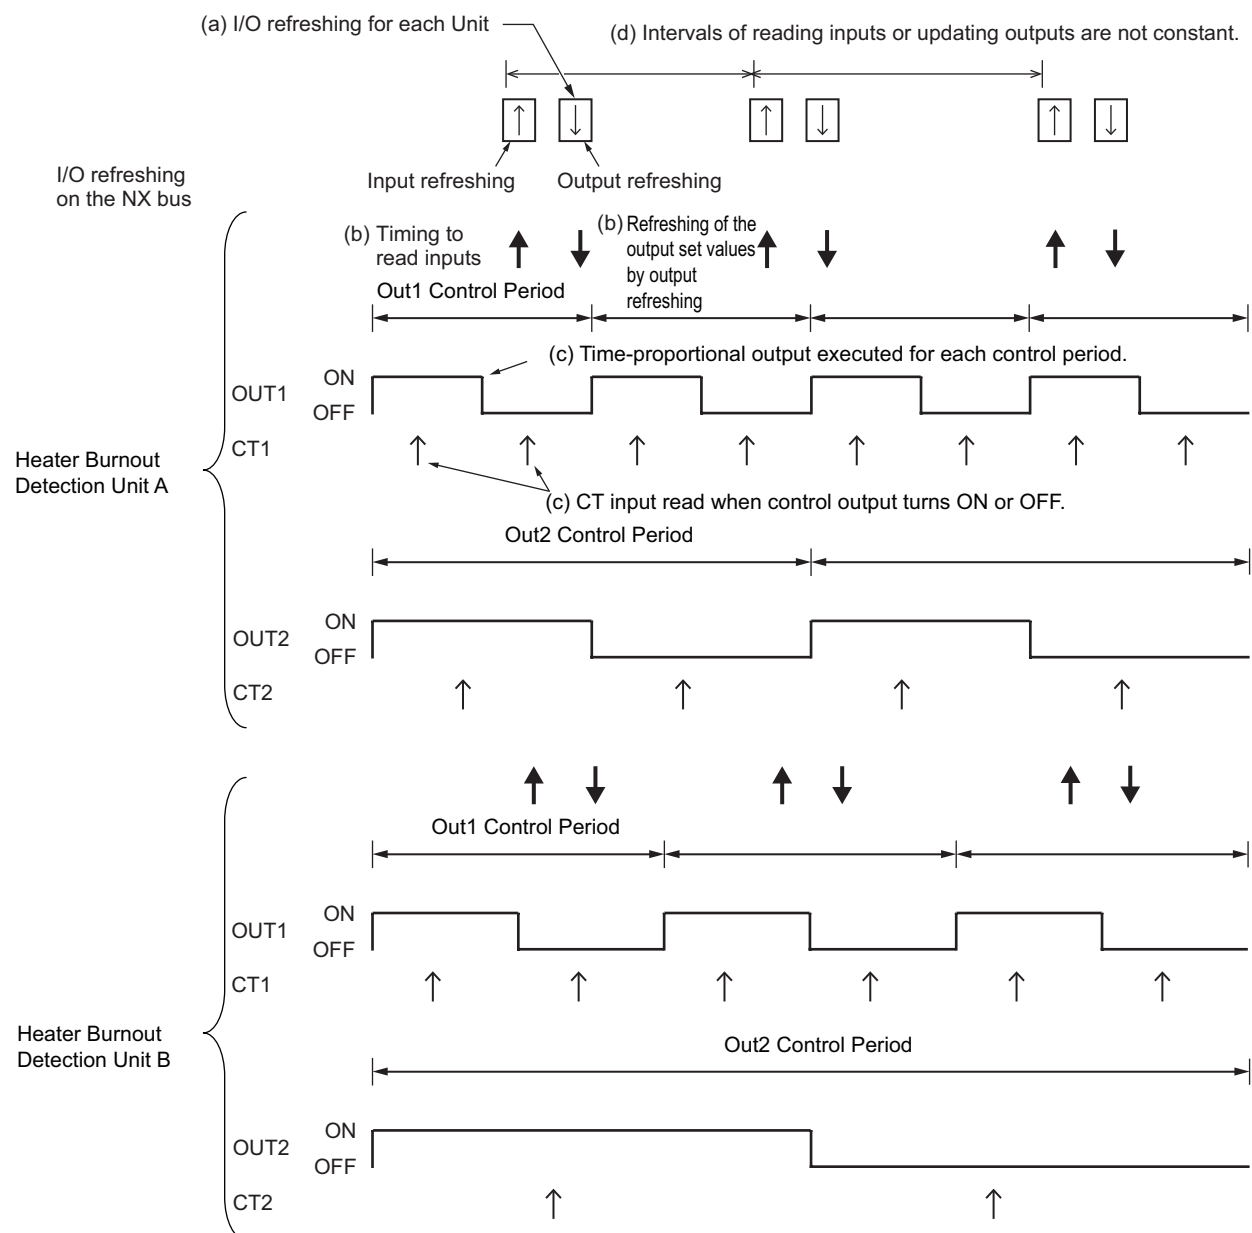 (a) I/O refreshing for each Unit
(d) Intervals of reading inputs or updating outputs are not constant.
Input refreshing
Output refreshing
I/O refreshing
on the NX bus
(b) Timing to
read inputs
(b) Refreshing of the
output set values
by output
refreshing
Out1 Control Period
(c) Time-proportional output executed for each control period.
OUT1
ON
OFF
CT1
(c) CT input read when control output turns ON or OFF.
Heater Burnout
Detection Unit A
Out2 Control Period
OUT2
ON
OFF
CT2
Out1 Control Period
OUT1
ON
OFF
CT1
Heater Burnout
Detection Unit B
Out2 Control Period
OUT2
ON
OFF
CT2